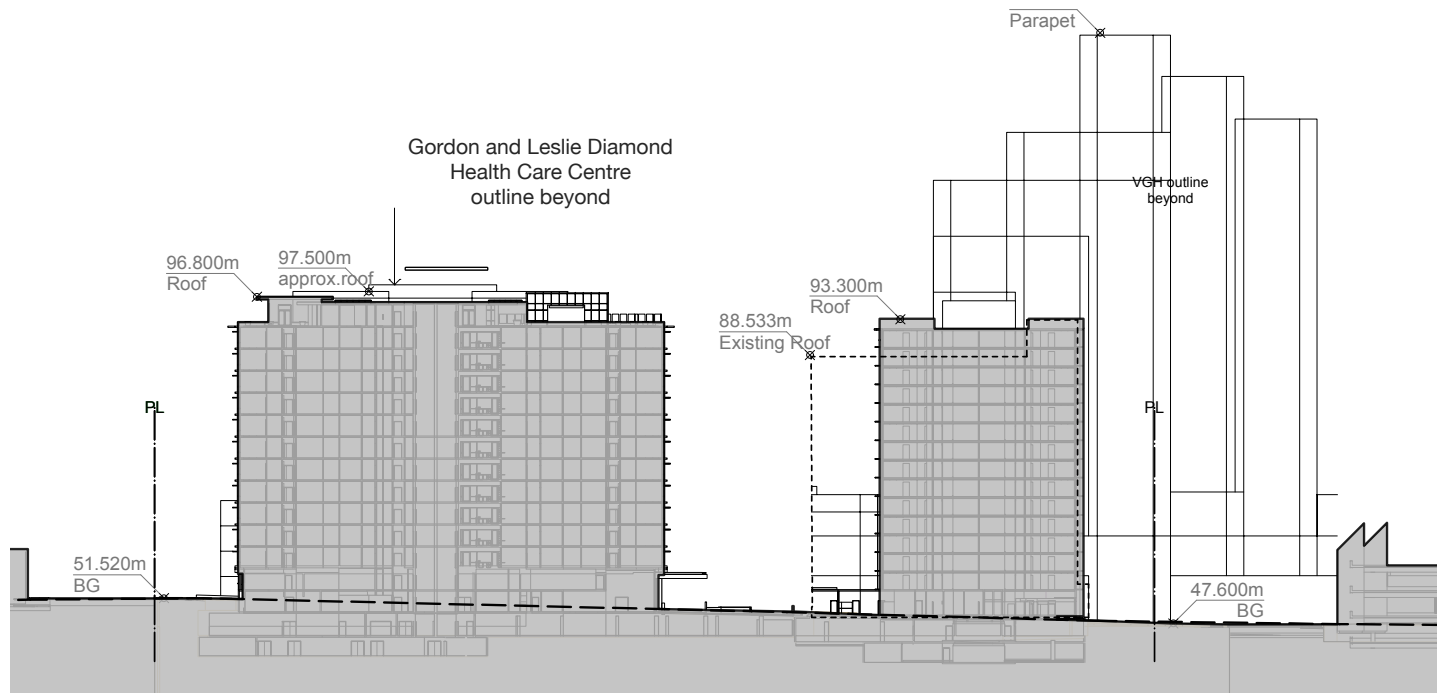 Parapet
Gordon and Leslie Diamond
Health Care Centre
outline beyond
VGH outline
beyond
96.800m
Roof
97.500m
approx.roof
93.300m
Roof
88.533m
Existing Roof
PL
PL
51.520m
BG
47.600m
BG